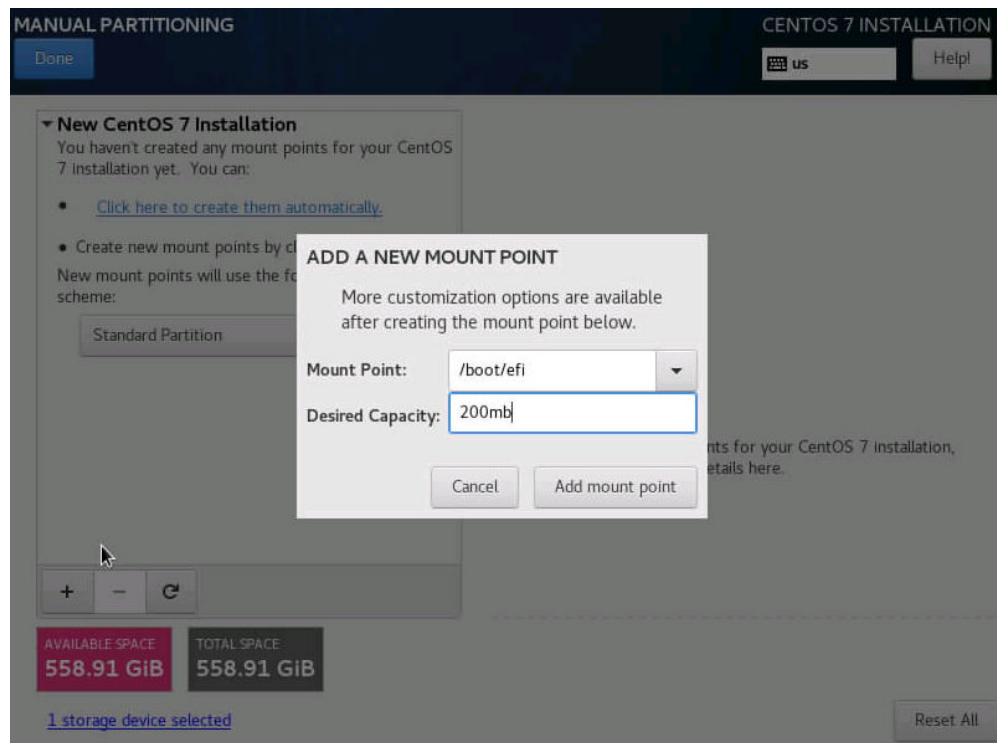 MANUAL PARTITIONING
CENTOS 7 INSTALLATION
Done
us
Help!
New CentOS 7 Installation
You haven't created any mount points for your CentOS
7 installation yet. You can:
Click here to create them automatically.
Create new mount points by
New mount points will use the
scheme:
Standard Partition
ADD A NEW MOUNT POINT
More customization options are available
after creating the mount point below.
Mount Point:
/boot/efi
Desired Capacity:
200mb
Cancel
Add mount point
for your CentOS 7 installation,
here.
+ −
AVAILABLE SPACE
558.91 GiB
TOTAL SPACE
558.91 GiB
1 storage device selected
Reset All